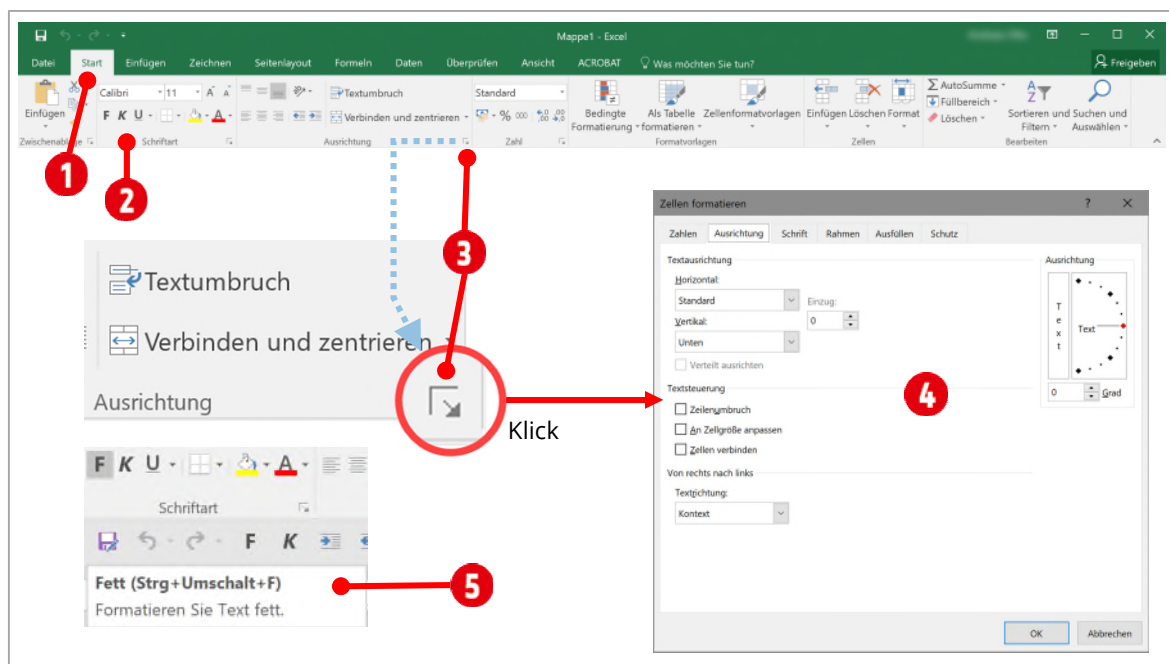 Mappe1 - Excel
Datei Start Einfügen Zeichnen Seitenlayout Formeln Daten Überprüfen Ansicht ACROBAT Was möchten Sie tun? Freigeben
Calibri 11 A A Textumbruch Standard AutoSumme
Füllbereich
Einfügen F K U A Verbinden und zentrieren % 000 Bedingte Als Tabelle Zellenformatvorlagen Einfügen Löschen Format Löschen Sortieren und Suchen und
Formatierung formatieren Filtern Auswählen
Zwischenablage Schriftart Ausrichtung Zahl Formatvorlagen Zellen Bearbeiten
1
2
3
Textumbruch
Verbinden und zentrieren
Ausrichtung
Klick
F K U A
Schriftart
F K
Fett (Strg+Umschalt+F)
Formatieren Sie Text fett.
5
Zellen formatieren ? X
Zahlen Ausrichtung Schrift Rahmen Ausfüllen Schutz
Textausrichtung
Horizontal:
Standard Einzug:
Vertikal: 0
Unten
Verteilt ausrichten
Textsteuerung
Zeilenumbruch
An Zellgröße anpassen
Zellen verbinden
Von rechts nach links
Textrichtung:
Kontext
4
Ausrichtung
Text
Text
0 Grad
OK Abbrechen